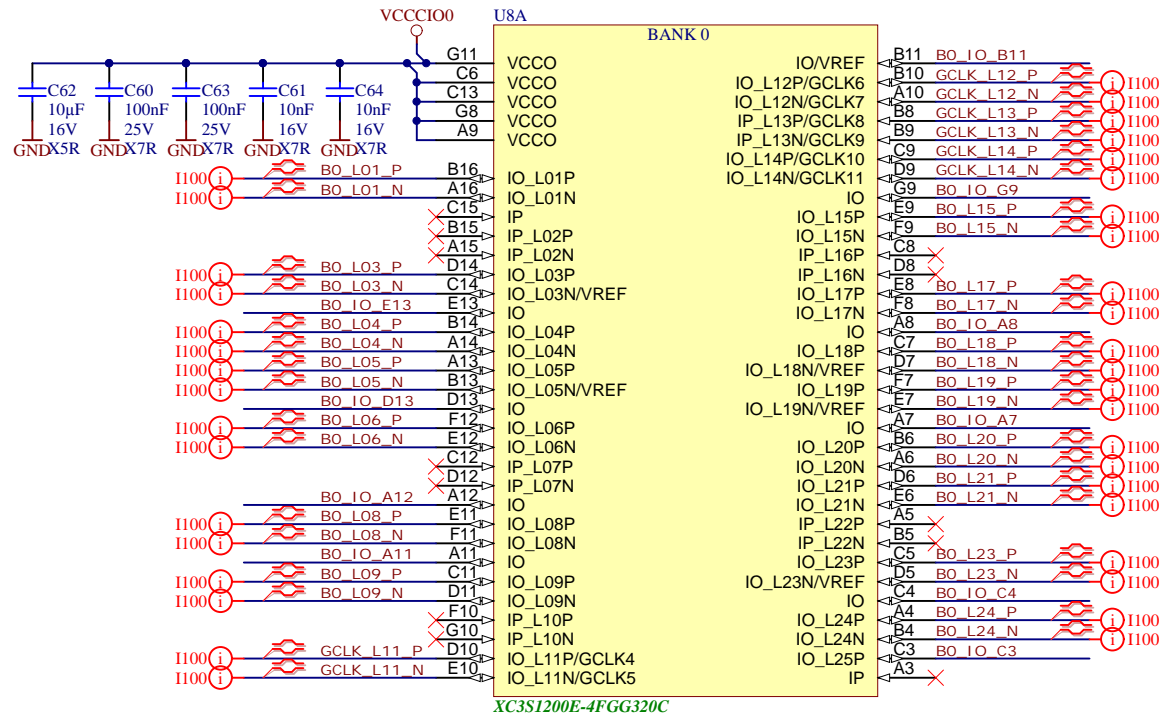 VCCCIO0
U8A
BANK 0
G11 VCCO
C6 VCCO
C13 VCCO
G8 VCCO
A9 VCCO
C62 C60 C63 C61 C64
10µF 100nF 100nF 10nF 10nF
16V 25V 25V 16V 16V
GND X5R GND X7R GND X7R GND X7R GND X7R
I100 i B0_L01_P B16 IO_L01P
I100 i B0_L01_N A16 IO_L01N
C15 IP
B15 IP_L02P
A15 IP_L02N
I100 i B0_L03_P D14 IO_L03P
I100 i B0_L03_N C14 IO_L03N/VREF
B0_IO_E13 E13 IO
I100 i B0_L04_P B14 IO_L04P
I100 i B0_L04_N A14 IO_L04N
I100 i B0_L05_P A13 IO_L05P
I100 i B0_L05_N B13 IO_L05N/VREF
B0_IO_D13 D13 IO
I100 i B0_L06_P F12 IO_L06P
I100 i B0_L06_N E12 IO_L06N
C12 IP_L07P
D12 IP_L07N
B0_IO_A12 A12 IO
I100 i B0_L08_P E11 IO_L08P
I100 i B0_L08_N F11 IO_L08N
B0_IO_A11 A11 IO
I100 i B0_L09_P C11 IO_L09P
I100 i B0_L09_N D11 IO_L09N
F10 IP_L10P
G10 IP_L10N
I100 i GCLK_L11_P D10 IO_L11P/GCLK4
I100 i GCLK_L11_N E10 IO_L11N/GCLK5
IO/VREF B11 B0_IO_B11
IO_L12P/GCLK6 B10 GCLK_L12_P i I100
IO_L12N/GCLK7 A10 GCLK_L12_N i I100
IP_L13P/GCLK8 B8 GCLK_L13_P i I100
IP_L13N/GCLK9 B9 GCLK_L13_N i I100
IO_L14P/GCLK10 C9 GCLK_L14_P i I100
IO_L14N/GCLK11 D9 GCLK_L14_N i I100
IO G9 B0_IO_G9
IO_L15P E9 B0_L15_P i I100
IO_L15N F9 B0_L15_N i I100
IP_L16P C8
IP_L16N D8
IO_L17P E8 B0_L17_P i I100
IO_L17N F8 B0_L17_N i I100
IO A8 B0_IO_A8
IO_L18P C7 B0_L18_P i I100
IO_L18N/VREF D7 B0_L18_N i I100
IO_L19P F7 B0_L19_P i I100
IO_L19N/VREF E7 B0_L19_N i I100
IO A7 B0_IO_A7
IO_L20P B6 B0_L20_P i I100
IO_L20N A6 B0_L20_N i I100
IO_L21P D6 B0_L21_P i I100
IO_L21N E6 B0_L21_N i I100
IP_L22P A5
IP_L22N B5
IO_L23P C5 B0_L23_P i I100
IO_L23N/VREF D5 B0_L23_N i I100
IO C4 B0_IO_C4
IO_L24P A4 B0_L24_P i I100
IO_L24N B4 B0_L24_N i I100
IO_L25P C3 B0_IO_C3
IP A3
XC3S1200E-4FGG320C